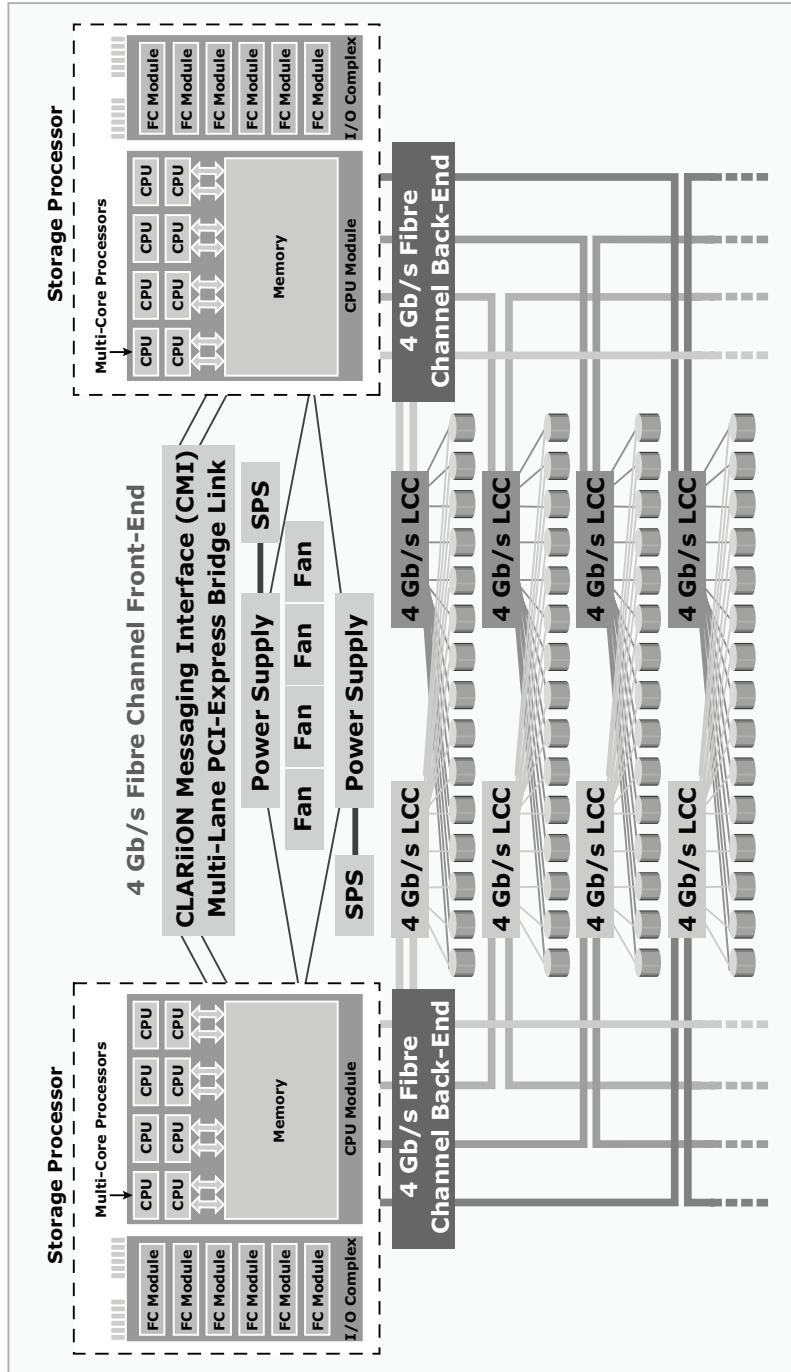 Storage Processor
Multi-Core Processors
FC Module
FC Module
FC Module
FC Module
FC Module
FC Module
I/O Complex
CPU CPU CPU CPU
CPU CPU CPU CPU
Memory
CPU Module
4 Gb/s Fibre Channel Front-End
CLARiiON Messaging Interface (CMI)
Multi-Lane PCI-Express Bridge Link
Power Supply SPS
Fan Fan Fan Fan
SPS Power Supply
Storage Processor
Multi-Core Processors
CPU CPU CPU CPU
CPU CPU CPU CPU
Memory
CPU Module
FC Module
FC Module
FC Module
FC Module
FC Module
FC Module
I/O Complex
4 Gb/s Fibre
Channel Back-End
4 Gb/s Fibre
Channel Back-End
4 Gb/s LCC 4 Gb/s LCC
4 Gb/s LCC 4 Gb/s LCC
4 Gb/s LCC 4 Gb/s LCC
4 Gb/s LCC 4 Gb/s LCC